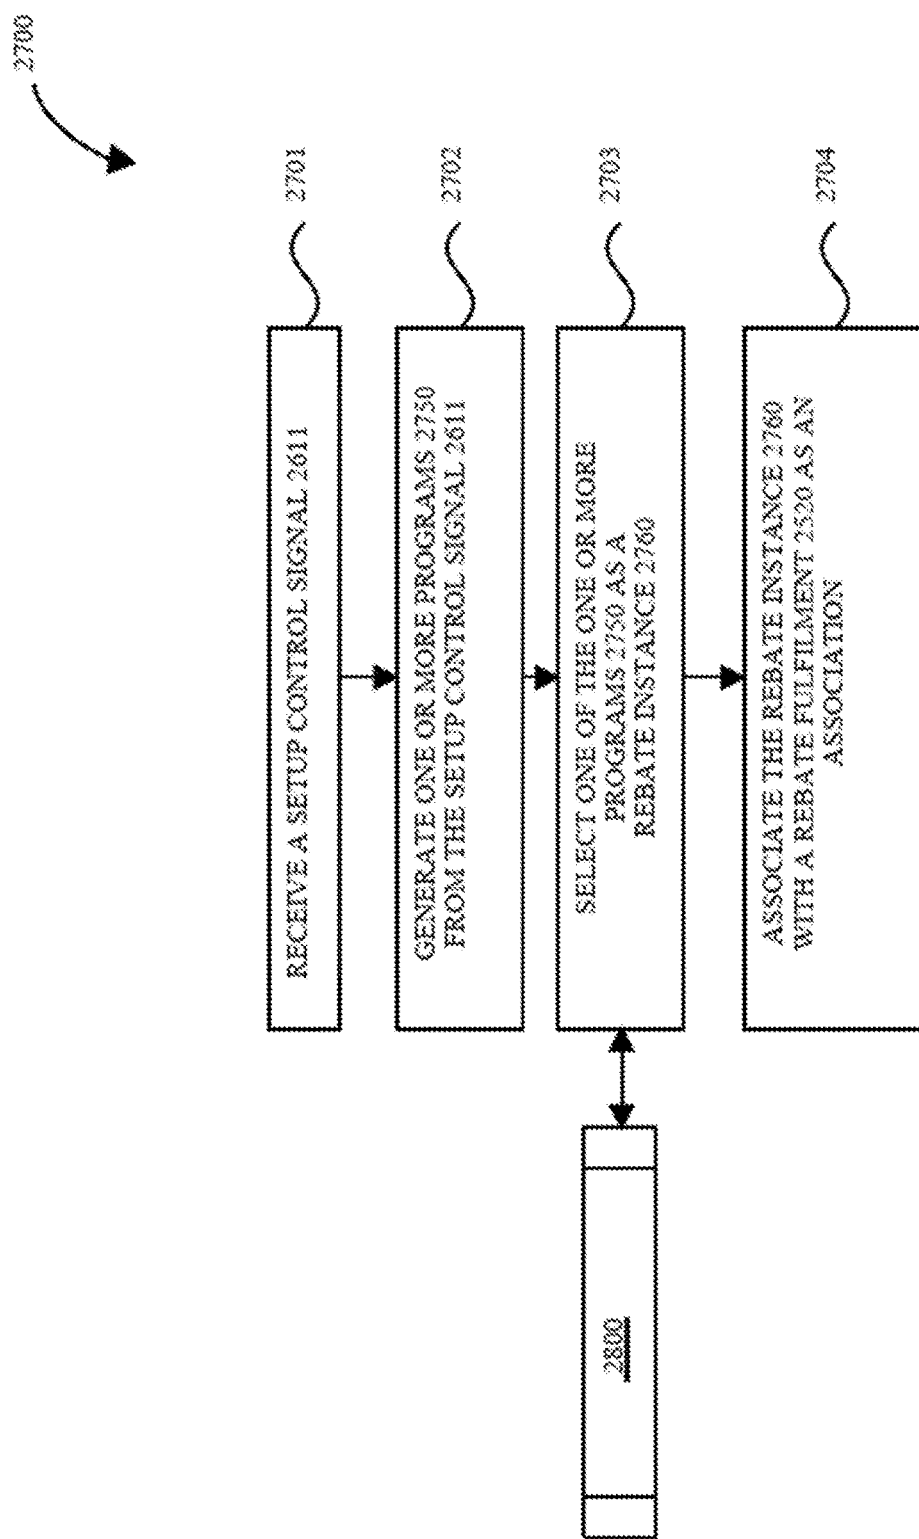 2700
RECEIVE A SETUP CONTROL SIGNAL 2611
2701
GENERATE ONE OR MORE PROGRAMS 2750
FROM THE SETUP CONTROL SIGNAL 2611
2702
SELECT ONE OF THE ONE OR MORE
PROGRAMS 2750 AS A
REBATE INSTANCE 2760
2703
2800
ASSOCIATE THE REBATE INSTANCE 2760
WITH A REBATE FULFILMENT 2520 AS AN
ASSOCIATION
2704